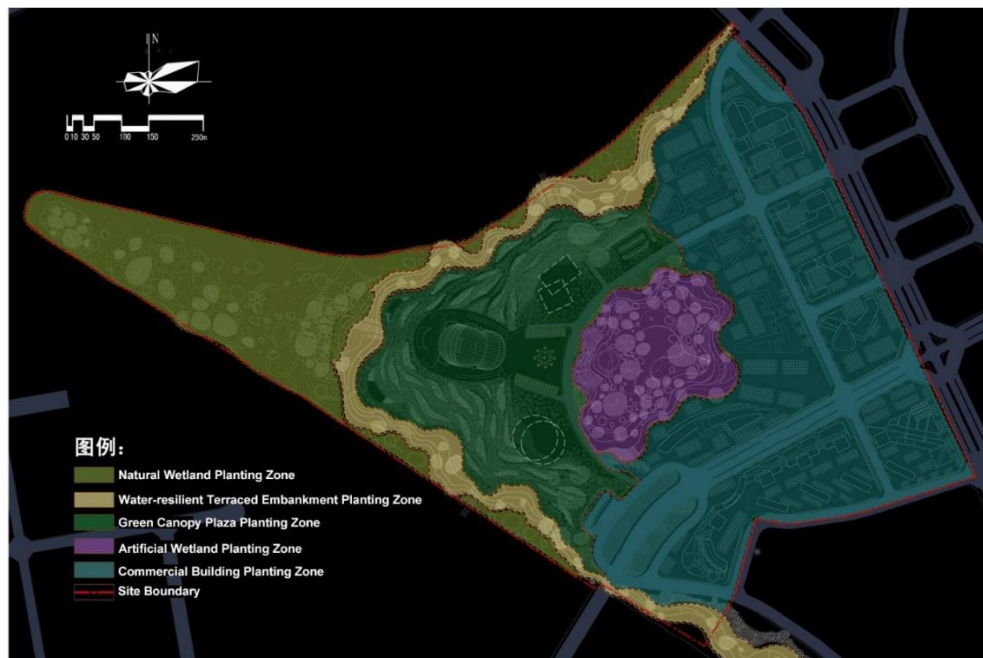 N
0 10 30 50 100 150 250m
图例：
Natural Wetland Planting Zone
Water-resilient Terraced Embankment Planting Zone
Green Canopy Plaza Planting Zone
Artificial Wetland Planting Zone
Commercial Building Planting Zone
Site Boundary